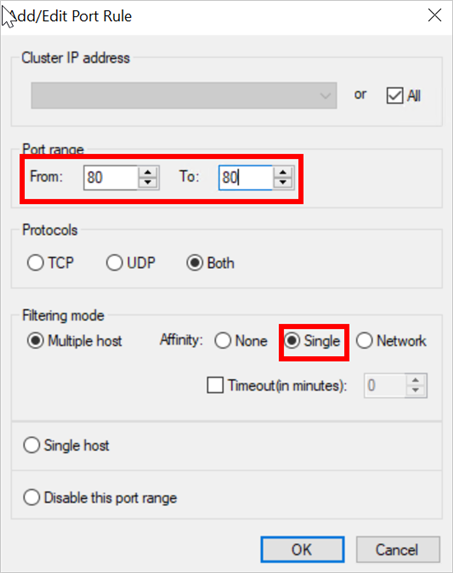 Add/Edit Port Rule
Cluster IP address
or All
Port range
From: 80 To: 80
Protocols
TCP UDP Both
Filtering mode
Multiple host Affinity: None Single Network
Timeout(in minutes): 0
Single host
Disable this port range
OK Cancel